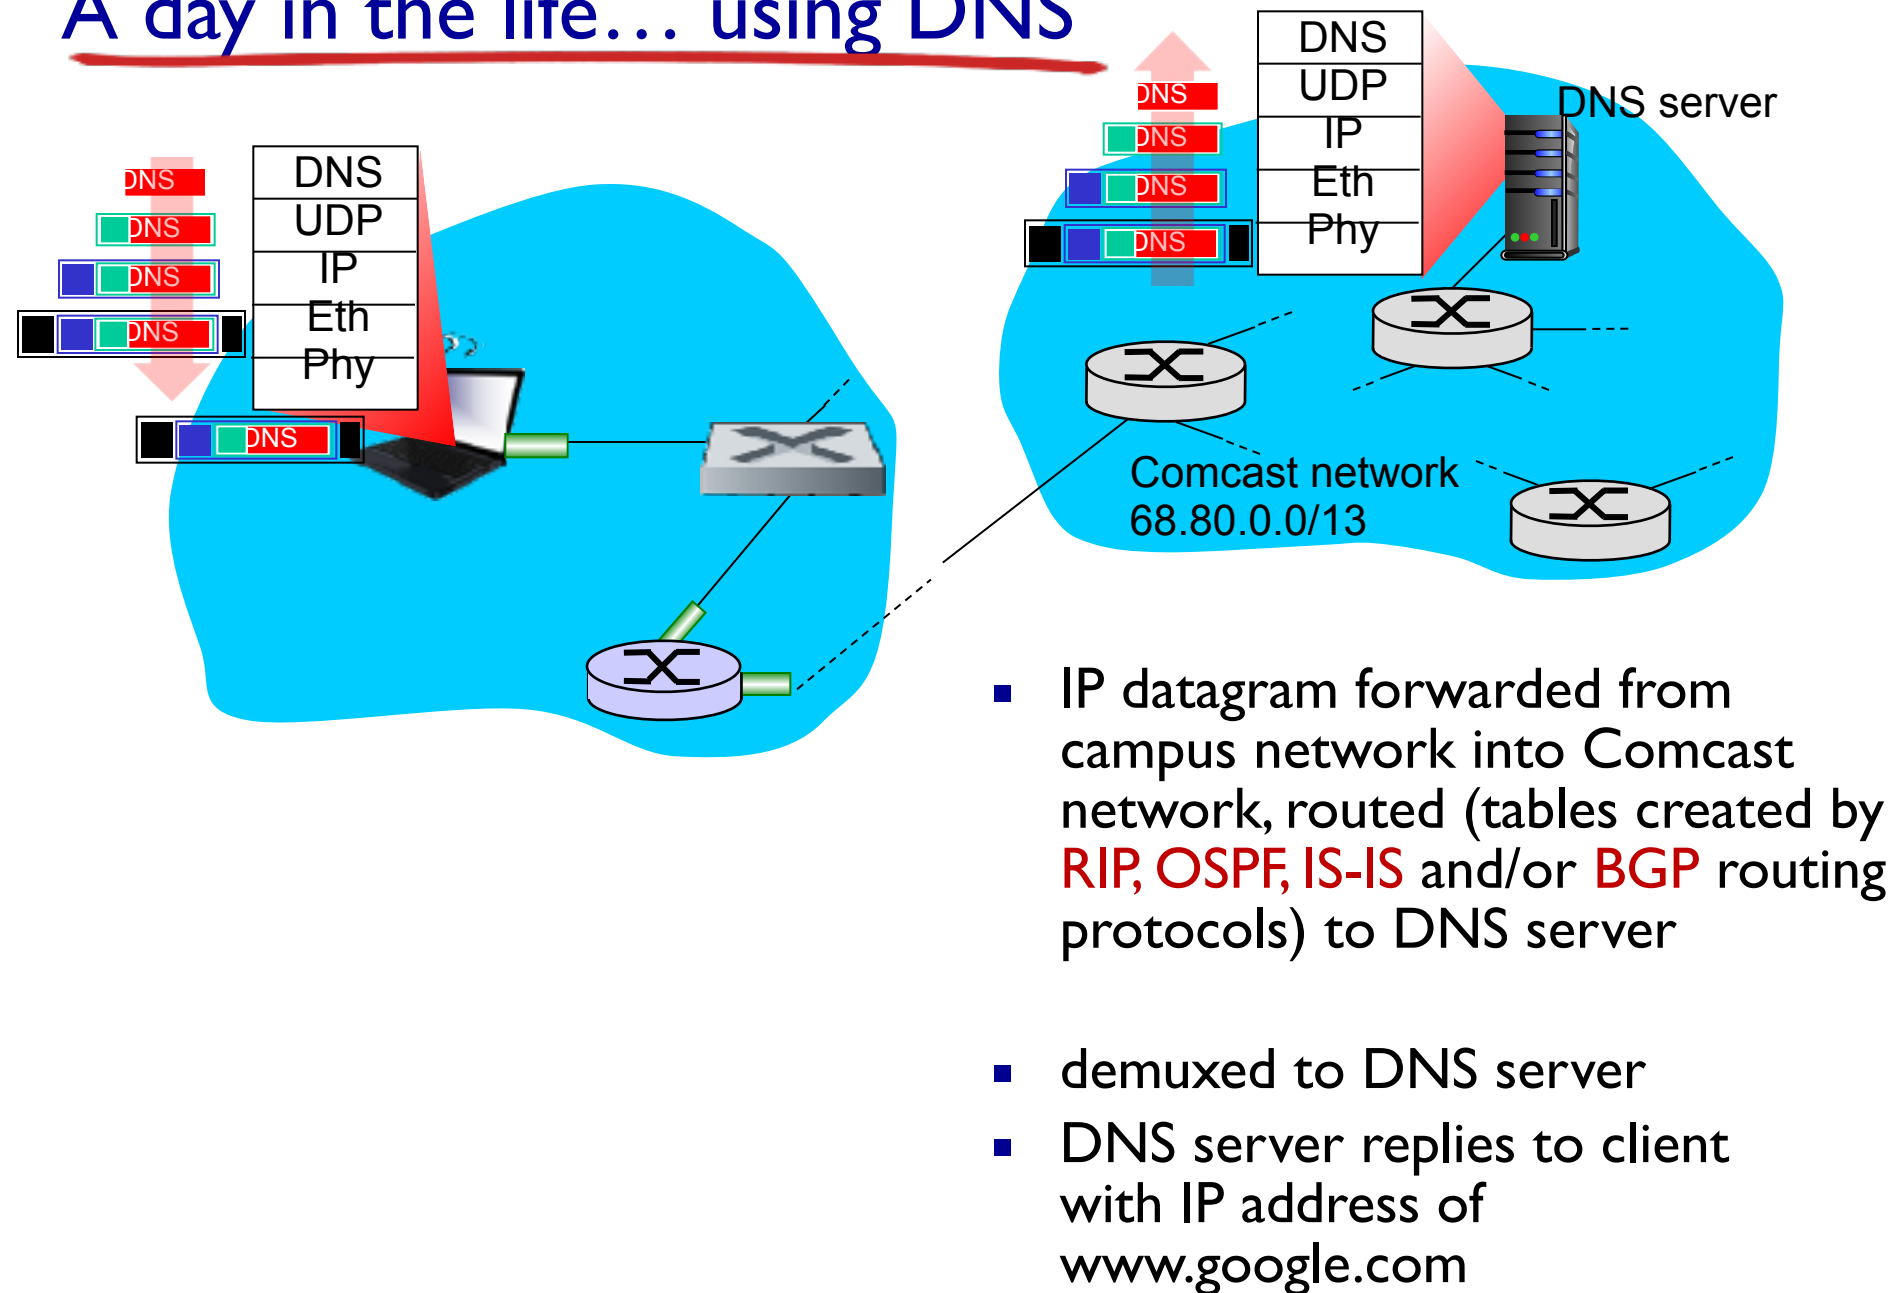 A day in the life… using DNS
DNS
UDP
IP
Eth
Phy
DNS
DNS
DNS
DNS
DNS
DNS
UDP
IP
Eth
Phy
DNS
DNS
DNS
DNS
DNS server
Comcast network
68.80.0.0/13
▪ IP datagram forwarded from
campus network into Comcast
network, routed (tables created by
RIP, OSPF, IS-IS and/or BGP routing
protocols) to DNS server
▪ demuxed to DNS server
▪ DNS server replies to client
with IP address of
www.google.com